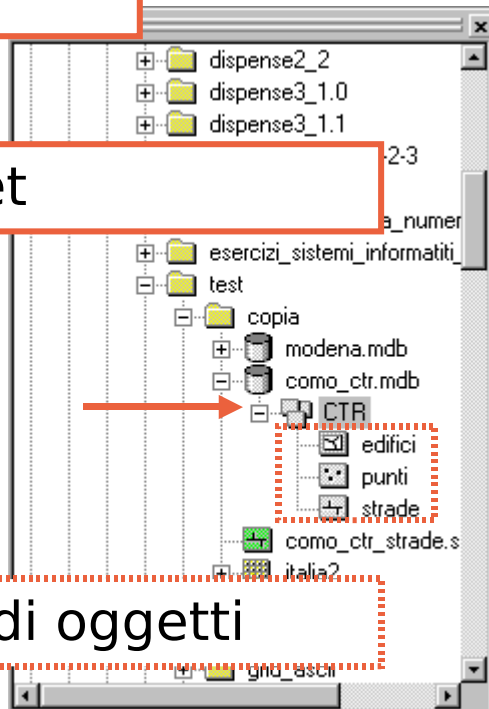 dispense2_2
dispense3_1.0
dispense3_1.1
-2-3
et
a_numer
esercizi_sistemi_informatiti_
test
copia
modena.mdb
como_ctr.mdb
CTR
edifici
punti
strade
como_ctr_strade.s
italia2
di oggetti
grid_ascii